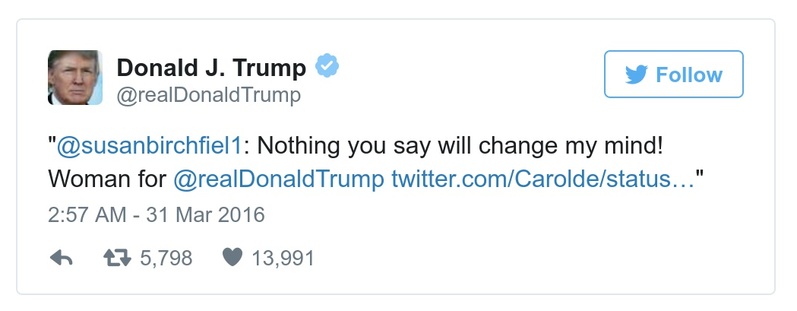 Donald J. Trump
@realDonaldTrump
Follow
"@susanbirchfiel1: Nothing you say will change my mind!
Woman for @realDonaldTrump twitter.com/Carolde/status…"
2:57 AM - 31 Mar 2016
5,798 13,991